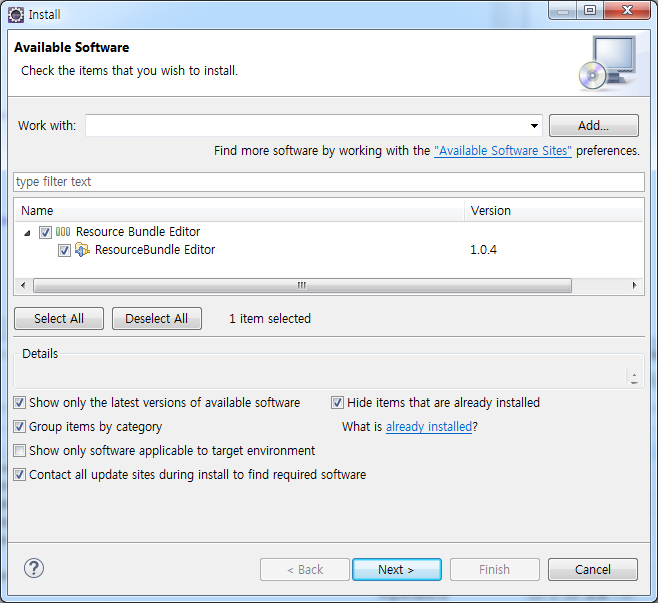 Install
Available Software
Check the items that you wish to install.
Work with:
Add...
Find more software by working with the "Available Software Sites" preferences.
type filter text
Name Version
Resource Bundle Editor
ResourceBundle Editor 1.0.4
Select All Deselect All 1 item selected
Details
Show only the latest versions of available software Hide items that are already installed
Group items by category What is already installed?
Show only software applicable to target environment
Contact all update sites during install to find required software
? < Back Next > Finish Cancel